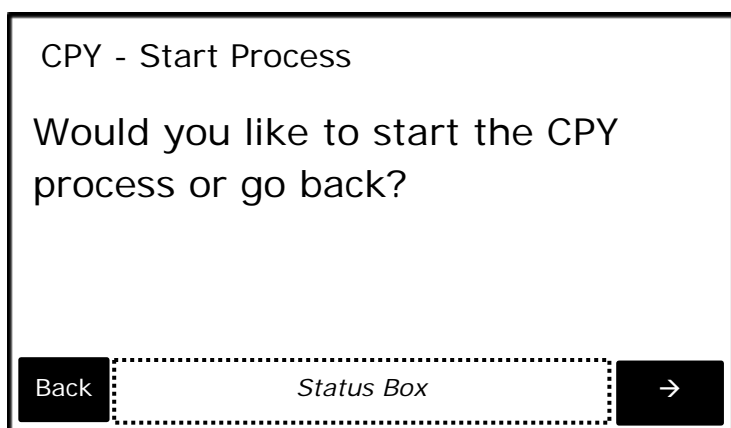 CPY - Start Process
Would you like to start the CPY
process or go back?
Back Status Box →